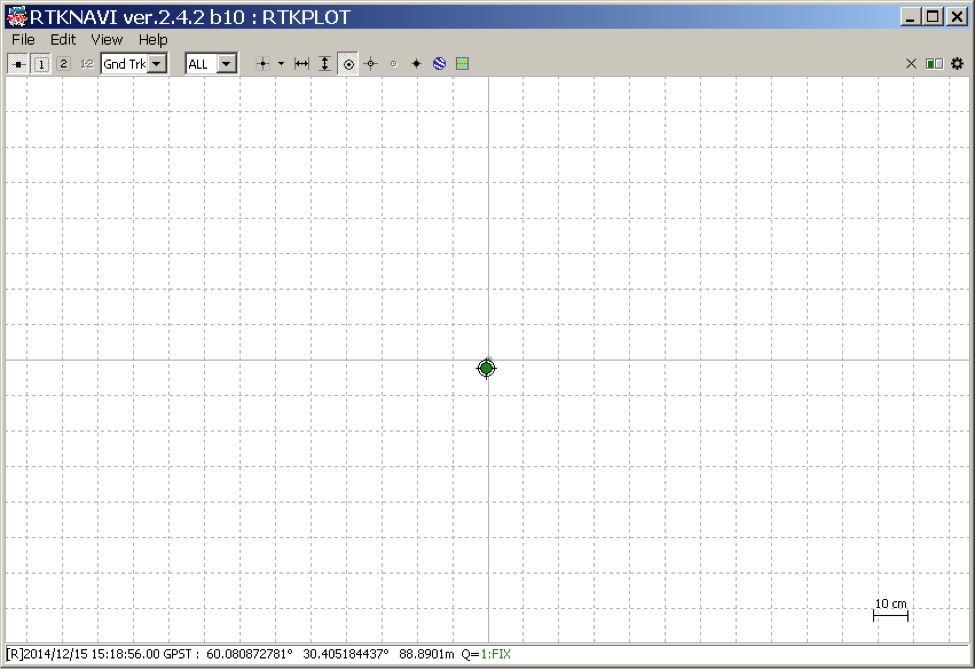 RTKNAVI ver.2.4.2 b10 : RTKPLOT
File Edit View Help
1 2 1-2 Gnd Trk ALL
10 cm
[R]2014/12/15 15:18:56.00 GPST : 60.080872781° 30.405184437° 88.8901m Q=1:FIX